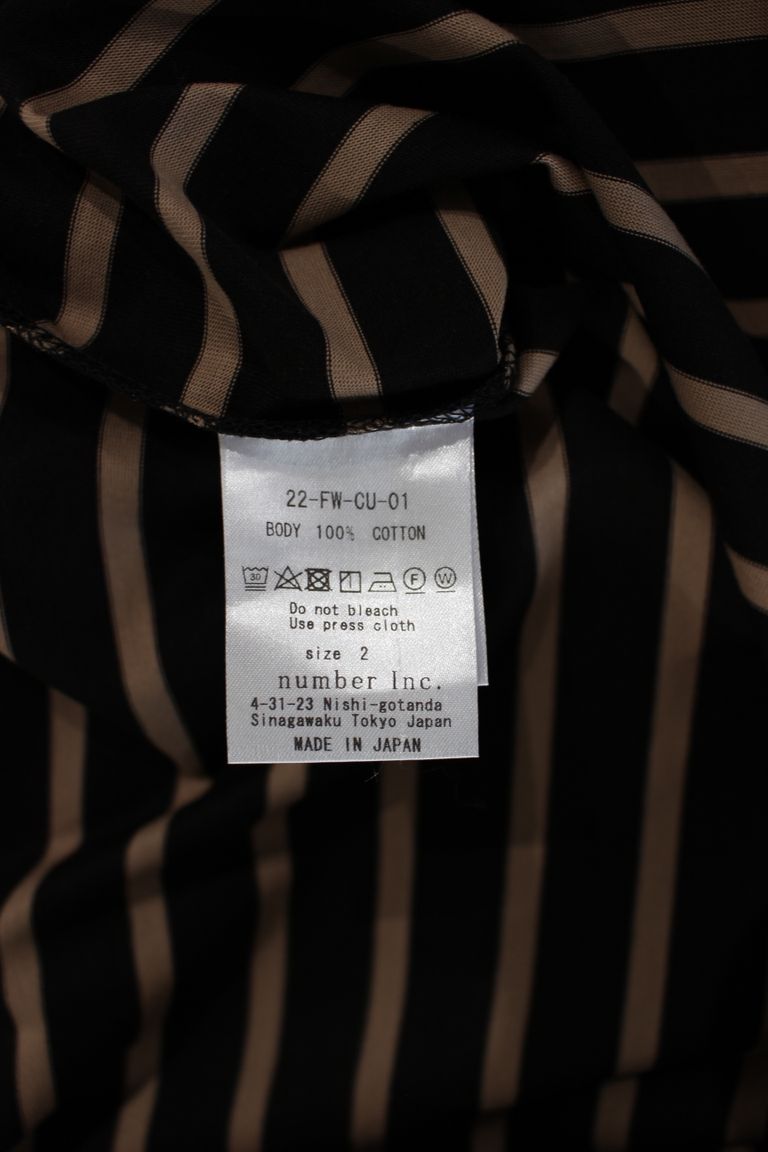 22-FW-CU-01
BODY 100% COTTON
30 F W
Do not bleach
Use press cloth
size 2
number Inc.
4-31-23 Nishi-gotanda
Sinagawaku Tokyo Japan
MADE IN JAPAN